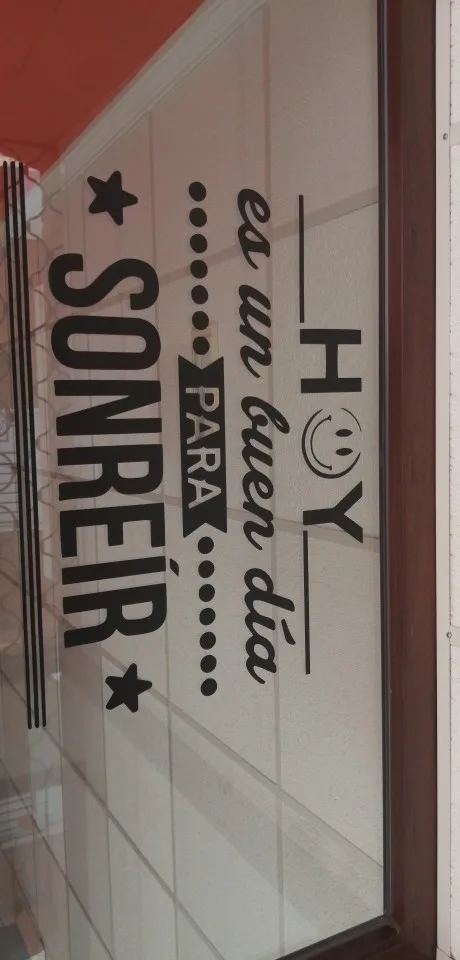 HOY
es un buen día
PARA
SONREÍR